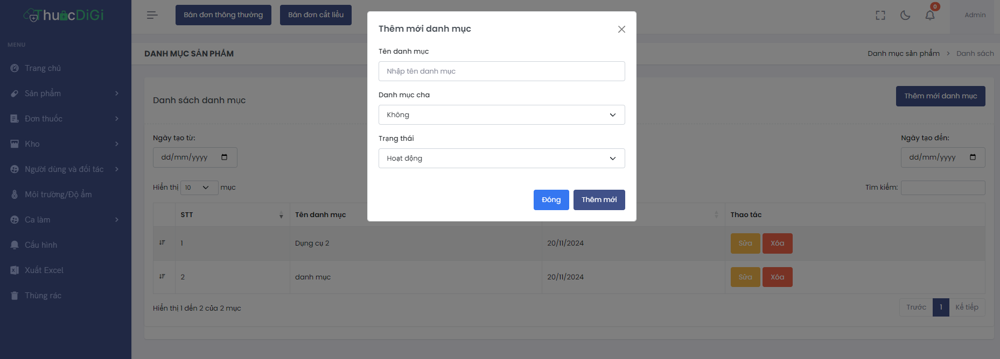 ThuocDiGi
Bán đơn thông thường
Bán đơn cắt liều
0
Admin
MENU
Trang chủ
Sản phẩm
Đơn thuốc
Kho
Người dùng và đối tác
Môi trường/Độ ẩm
Ca làm
Cấu hình
Xuất Excel
Thùng rác
DANH MỤC SẢN PHẨM
Danh mục sản phẩm > Danh sách
Danh sách danh mục
Thêm mới danh mục
Ngày tạo từ:
dd/mm/yyyy
Ngày tạo đến:
dd/mm/yyyy
Hiển thị 10 mục
Tìm kiếm:
STT Tên danh mục Thao tác
1 Dụng cụ 2 20/11/2024 Sửa Xóa
2 danh mục 20/11/2024 Sửa Xóa
Hiển thị 1 đến 2 của 2 mục
Trước 1 Kế tiếp
Thêm mới danh mục
Tên danh mục
Nhập tên danh mục
Danh mục cha
Không
Trạng thái
Hoạt động
Đóng Thêm mới